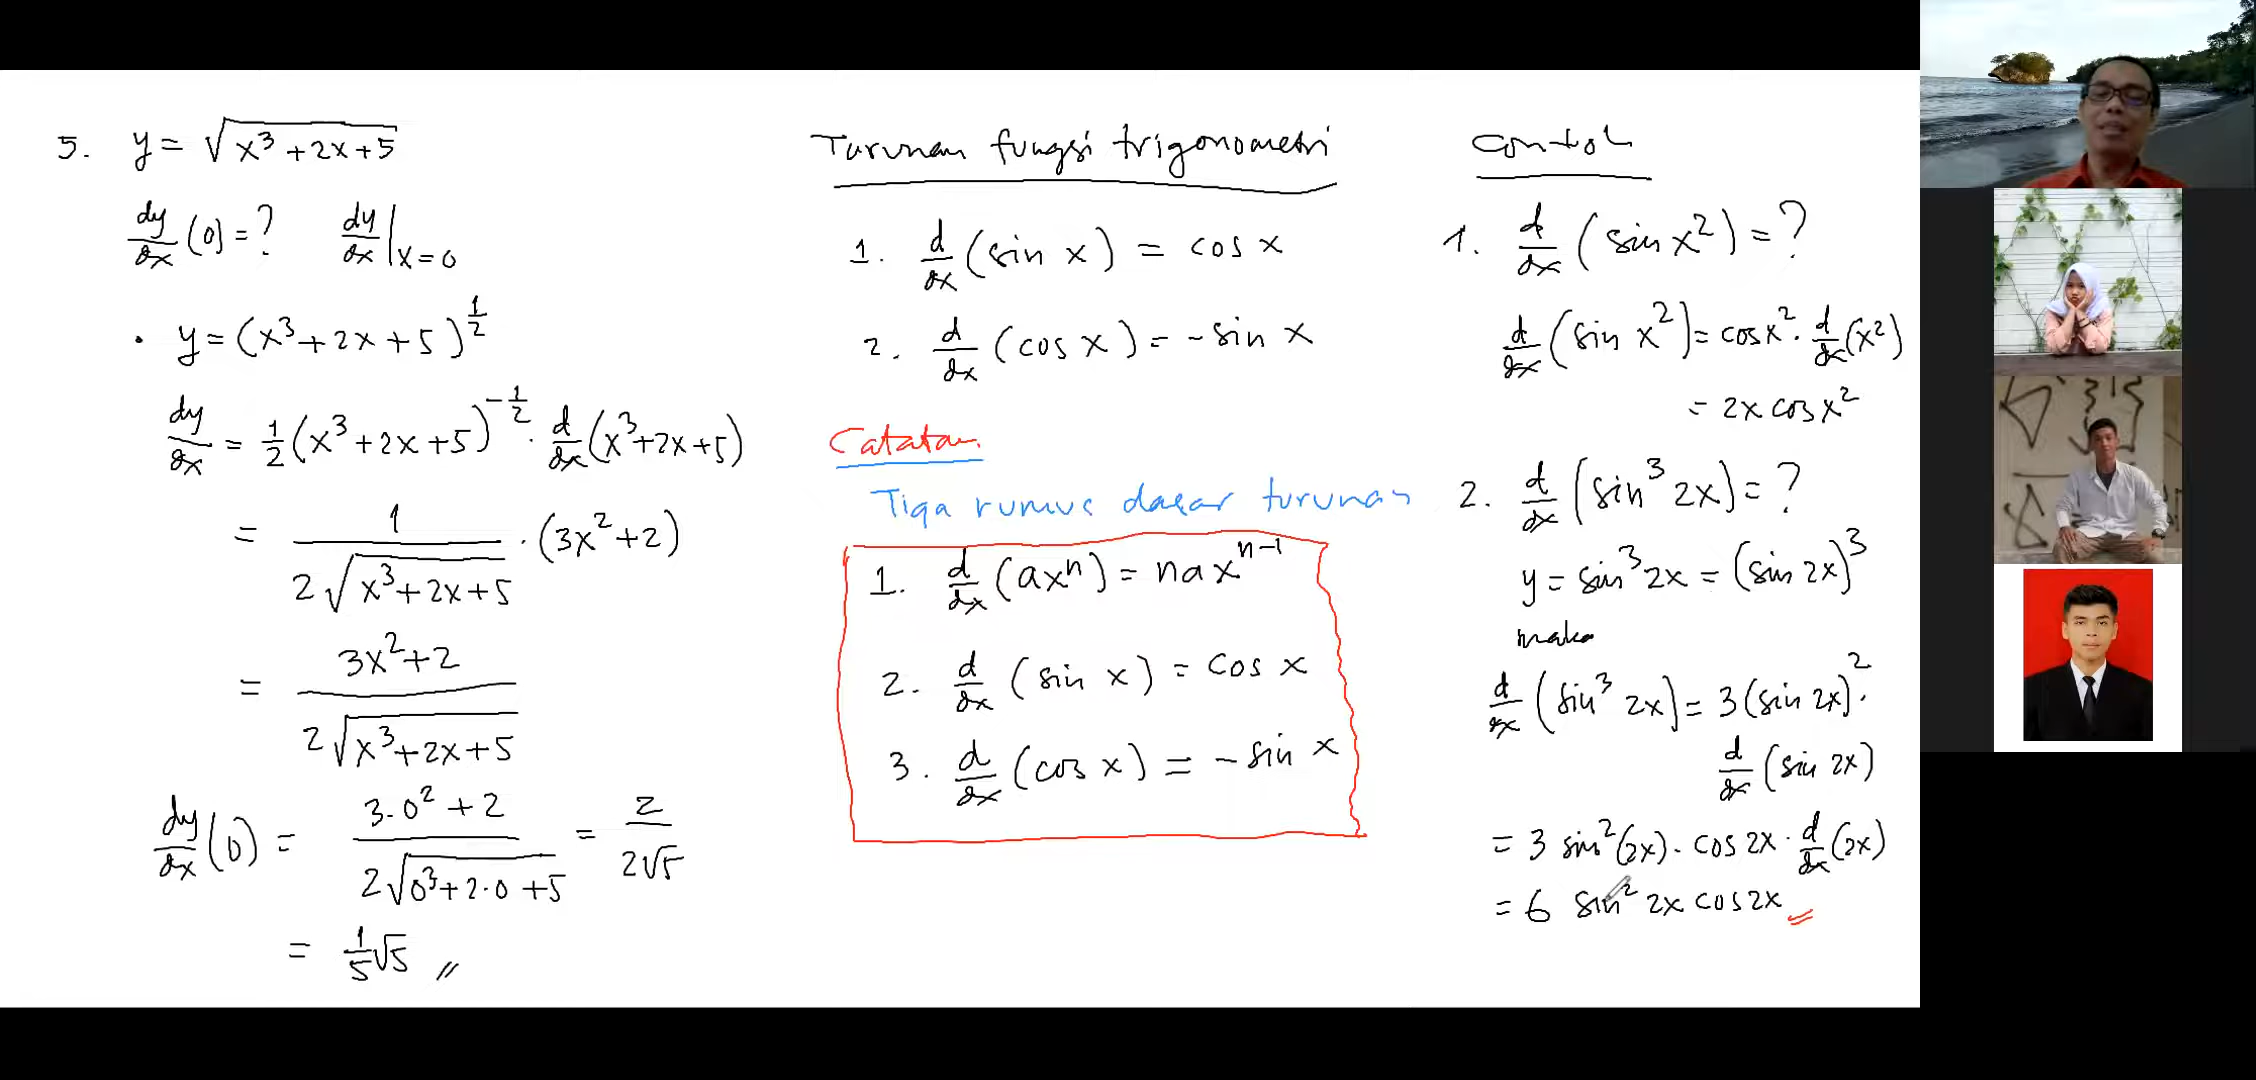 5. y = √(x³ + 2x + 5)
dy/dx (0) = ?   dy/dx |x=0
• y = (x³ + 2x + 5)^(1/2)
dy/dx = 1/2 (x³ + 2x + 5)^(-1/2) · d/dx (x³ + 2x + 5)
= 1/(2√(x³ + 2x + 5)) · (3x² + 2)
= (3x² + 2)/(2√(x³ + 2x + 5))
dy/dx (0) = (3·0² + 2)/(2√(0³ + 2·0 + 5)) = 2/(2√5)
= 1/5 √5 //
Turunan fungsi trigonometri
1. d/dx (sin x) = cos x
2. d/dx (cos x) = - sin x
Catatan.
Tiga rumus dasar turunan
1. d/dx (axⁿ) = n a x^(n-1)
2. d/dx (sin x) = cos x
3. d/dx (cos x) = - sin x
Contoh
1. d/dx (sin x²) = ?
d/dx (sin x²) = cos x² · d/dx (x²)
= 2x cos x²
2. d/dx (sin³ 2x) = ?
y = sin³ 2x = (sin 2x)³
maka
d/dx (sin³ 2x) = 3 (sin 2x)² ·
d/dx (sin 2x)
= 3 sin² (2x) · cos 2x · d/dx (2x)
= 6 sin² 2x cos 2x